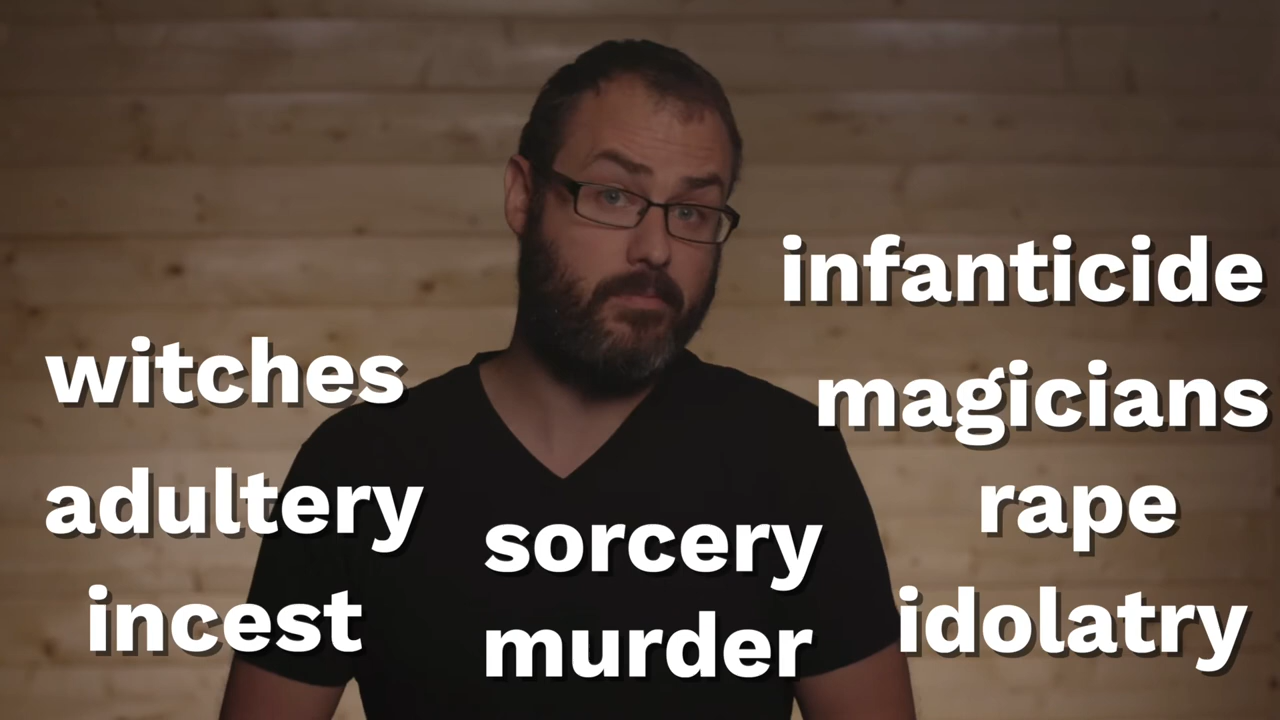 infanticide
witches
magicians
adultery
rape
sorcery
incest
idolatry
murder